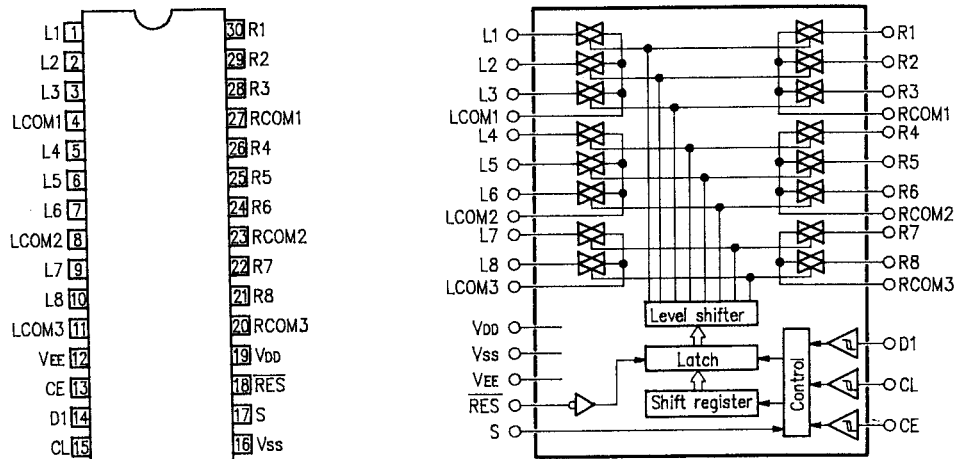 L1 1
30 R1
L2 2
29 R2
L3 3
28 R3
LCOM1 4
27 RCOM1
L4 5
26 R4
L5 6
25 R5
L6 7
24 R6
LCOM2 8
23 RCOM2
L7 9
22 R7
L8 10
21 R8
LCOM3 11
20 RCOM3
VEE 12
19 VDD
CE 13
18 RES
D1 14
17 S
CL 15
16 Vss
L1
R1
L2
R2
L3
R3
LCOM1
RCOM1
L4
R4
L5
R5
L6
R6
LCOM2
RCOM2
L7
R7
L8
R8
LCOM3
RCOM3
Level shifter
VDD
Vss
Latch
VEE
RES
Shift register
S
Control
D1
CL
CE